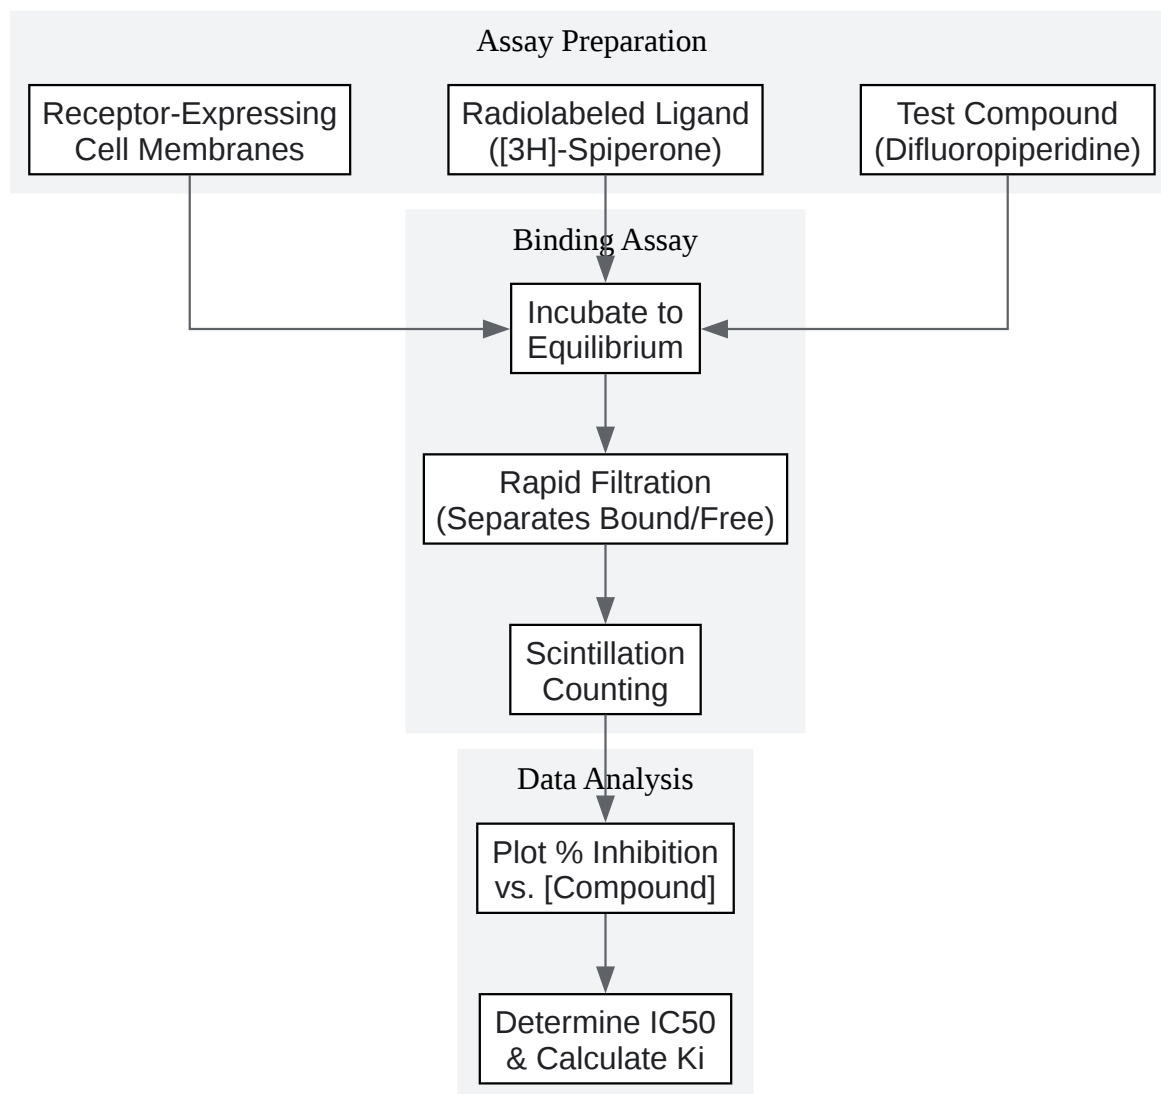 Assay Preparation
Receptor-Expressing
Cell Membranes
Radiolabeled Ligand
([3H]-Spiperone)
Test Compound
(Difluoropiperidine)
Binding Assay
Incubate to
Equilibrium
Rapid Filtration
(Separates Bound/Free)
Scintillation
Counting
Data Analysis
Plot % Inhibition
vs. [Compound]
Determine IC50
& Calculate Ki